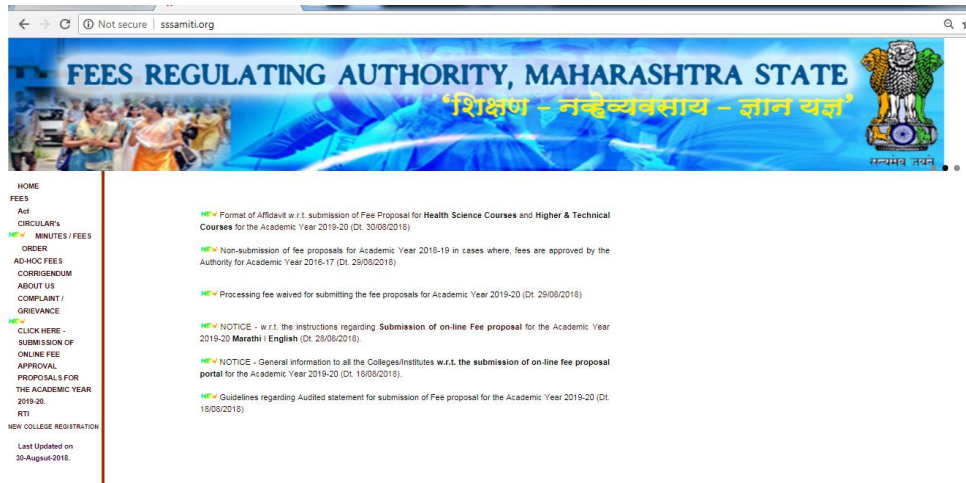 Not secure | sssamiti.org
FEES REGULATING AUTHORITY, MAHARASHTRA STATE
‘शिक्षण – नव्हेव्यवसाय – ज्ञान यज्ञ’
सत्यमेव जयते
HOME
FEES
Act
CIRCULAR's
NEW MINUTES / FEES
ORDER
AD-HOC FEES
CORRIGENDUM
ABOUT US
COMPLAINT /
GRIEVANCE
NEW
CLICK HERE -
SUBMISSION OF
ONLINE FEE
APPROVAL
PROPOSALS FOR
THE ACADEMIC YEAR
2019-20.
RTI
NEW COLLEGE REGISTRATION
Last Updated on
30-Augsut-2018.
NEW Format of Affidavit w.r.t. submission of Fee Proposal for Health Science Courses and Higher & Technical
Courses for the Academic Year 2019-20 (Dt. 30/08/2018)
NEW Non-submission of fee proposals for Academic Year 2018-19 in cases where, fees are approved by the
Authority for Academic Year 2016-17 (Dt. 29/08/2018)
NEW Processing fee waived for submitting the fee proposals for Academic Year 2019-20 (Dt. 29/08/2018)
NEW NOTICE - w.r.t. the instructions regarding Submission of on-line Fee proposal for the Academic Year
2019-20 Marathi | English (Dt. 28/08/2018).
NEW NOTICE - General information to all the Colleges/Institutes w.r.t. the submission of on-line fee proposal
portal for the Academic Year 2019-20 (Dt. 18/08/2018).
NEW Guidelines regarding Audited statement for submission of Fee proposal for the Academic Year 2019-20 (Dt.
18/08/2018)